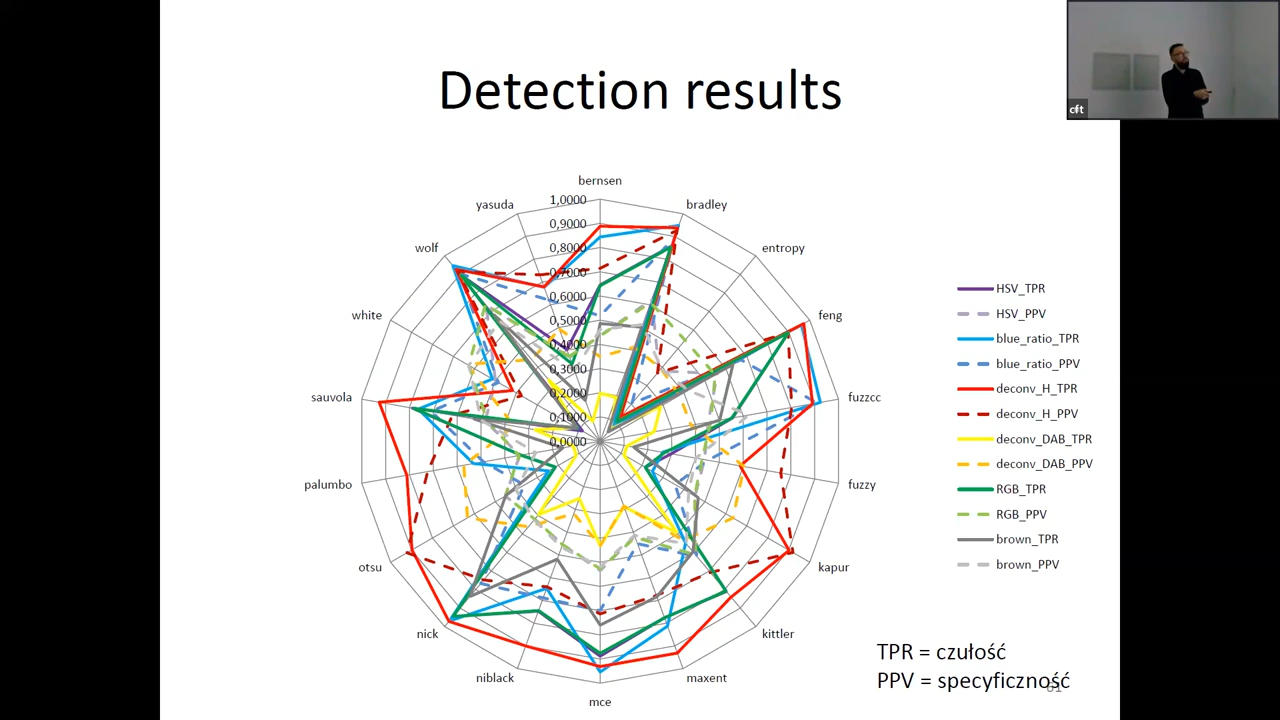 Detection results
cft
bernsen
bradley
entropy
feng
fuzzcc
fuzzy
kapur
kittler
maxent
mce
niblack
nick
otsu
palumbo
sauvola
white
wolf
yasuda
1,0000
0,9000
0,8000
0,7000
0,6000
0,5000
0,4000
0,3000
0,2000
0,1000
0,0000
HSV_TPR
HSV_PPV
blue_ratio_TPR
blue_ratio_PPV
deconv_H_TPR
deconv_H_PPV
deconv_DAB_TPR
deconv_DAB_PPV
RGB_TPR
RGB_PPV
brown_TPR
brown_PPV
TPR = czułość
PPV = specyficzność
61